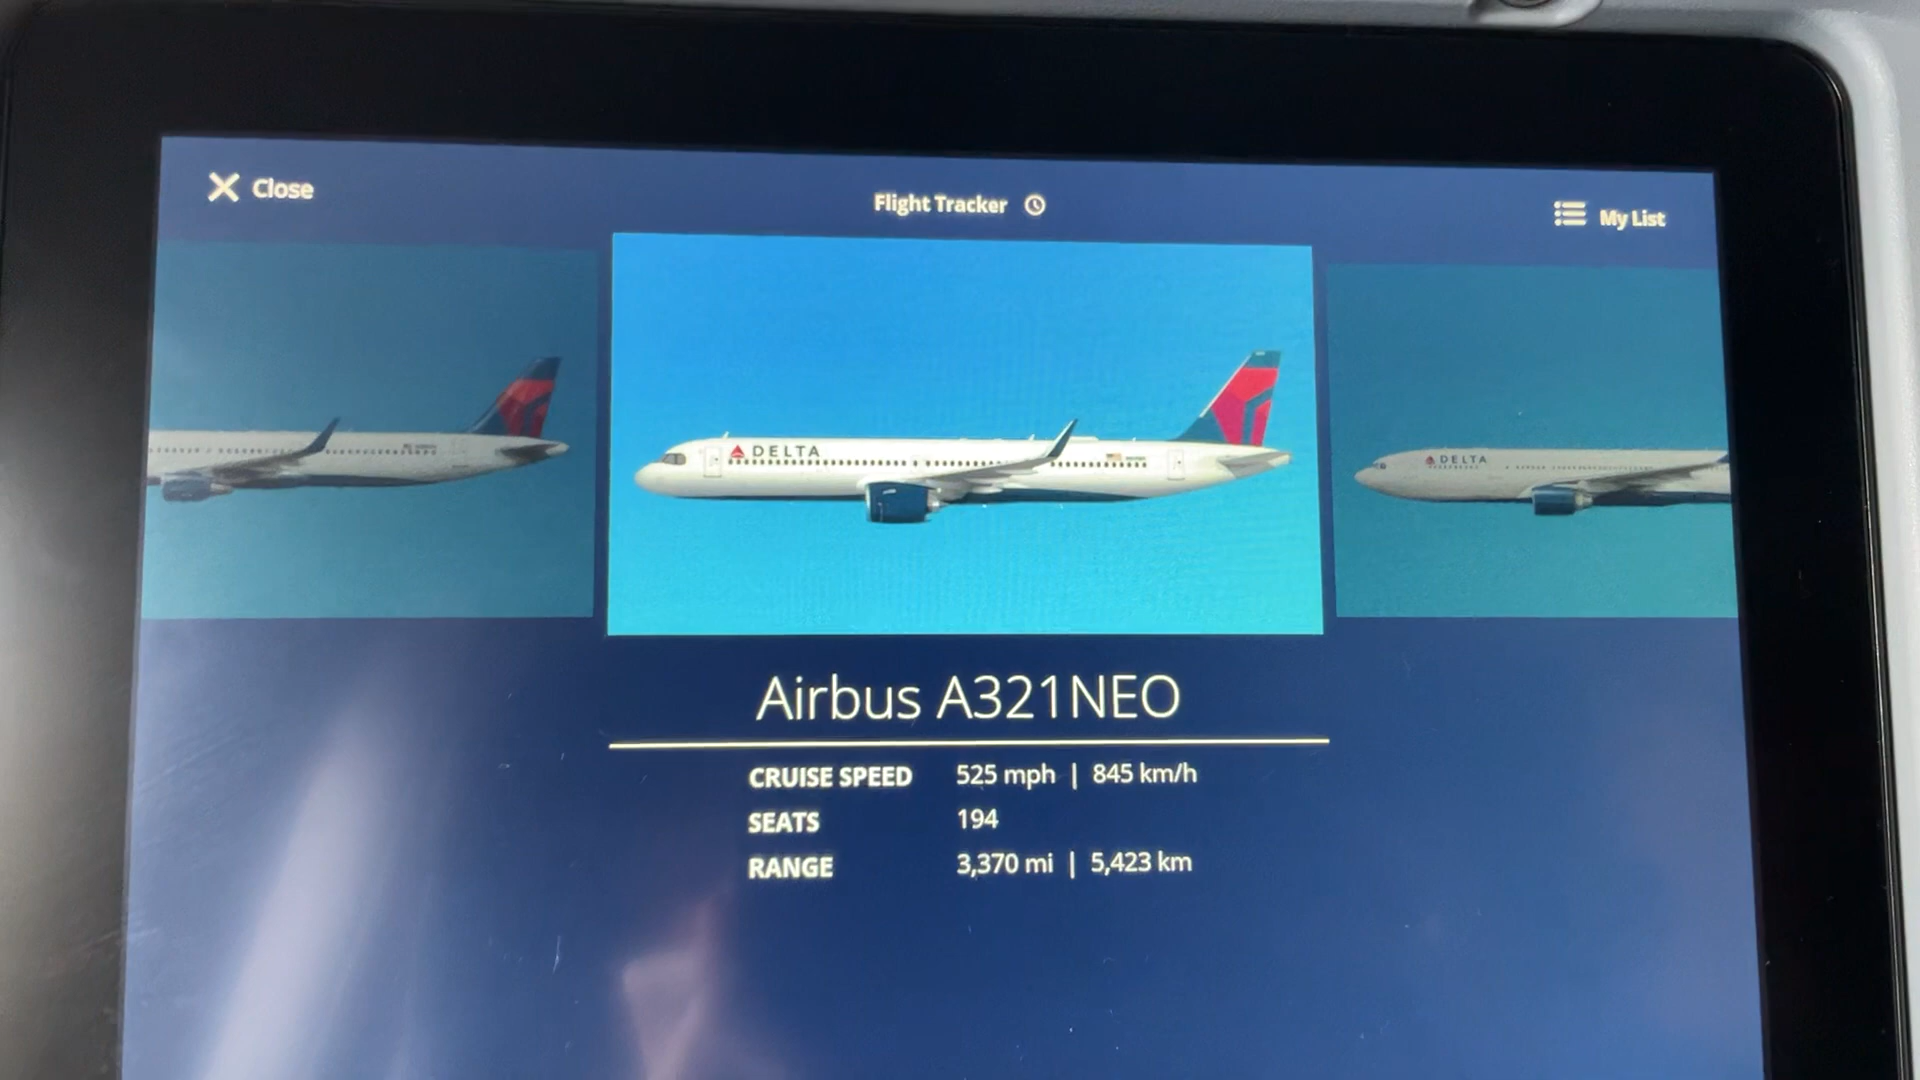 Close
Flight Tracker
My List
DELTA
DELTA
Airbus A321NEO
CRUISE SPEED 525 mph | 845 km/h
SEATS 194
RANGE 3,370 mi | 5,423 km